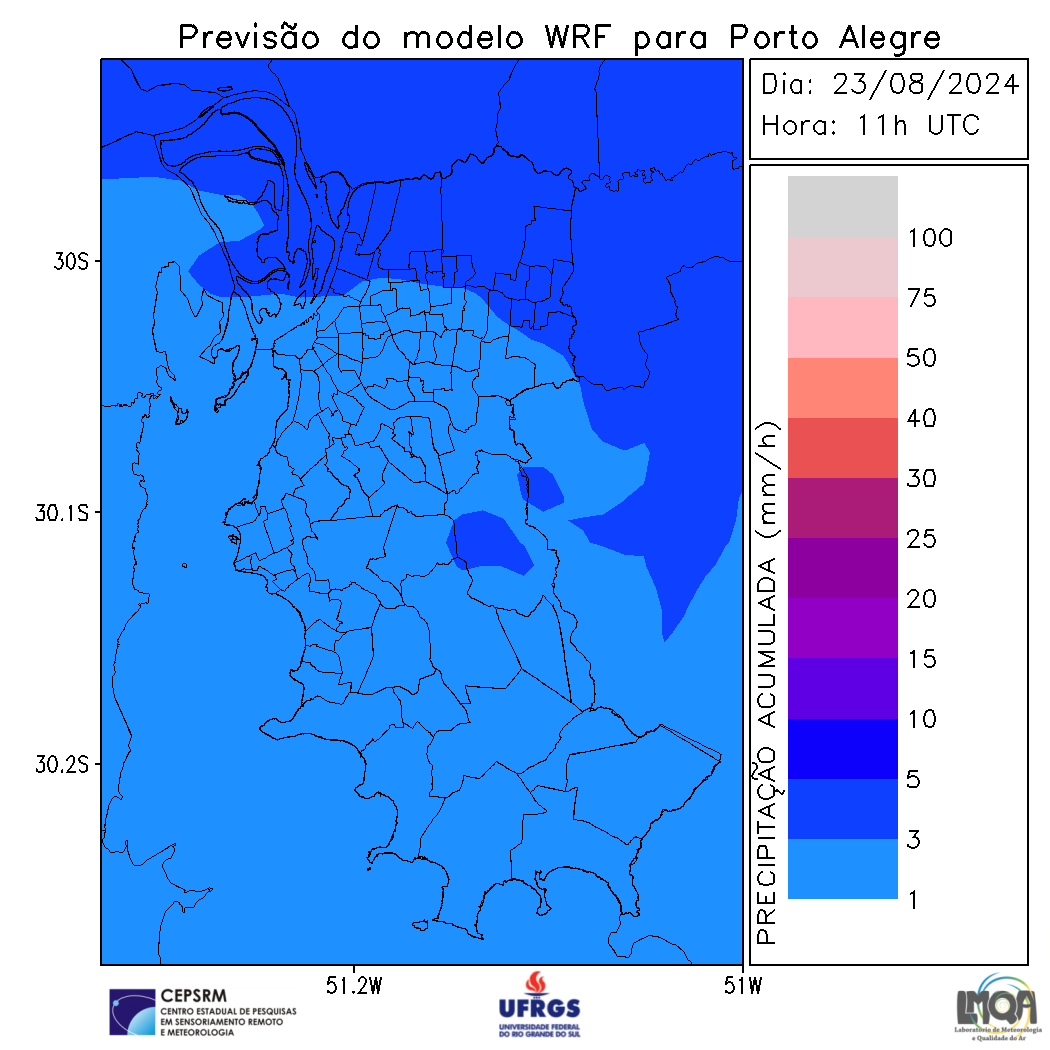 Previsão do modelo WRF para Porto Alegre
Dia: 23/08/2024
Hora: 11h UTC
30S
30.1S
30.2S
51.2W
51W
PRECIPITAÇÃO ACUMULADA (mm/h)
100
75
50
40
30
25
20
15
10
5
3
1
CEPSRM
CENTRO ESTADUAL DE PESQUISAS
EM SENSORIAMENTO REMOTO
E METEOROLOGIA
UFRGS
UNIVERSIDADE FEDERAL
DO RIO GRANDE DO SUL
LMQA
Laboratório de Meteorologia
e Qualidade do Ar